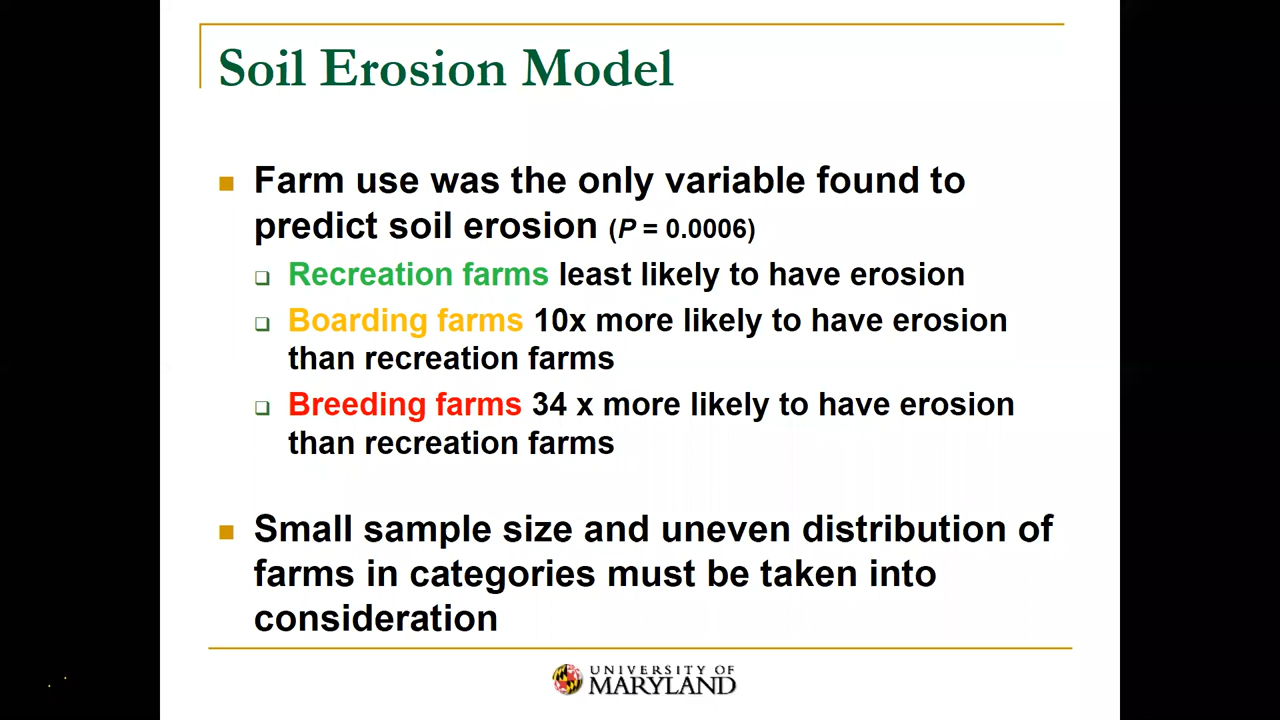 Soil Erosion Model
Farm use was the only variable found to
predict soil erosion (P = 0.0006)
Recreation farms least likely to have erosion
Boarding farms 10x more likely to have erosion
than recreation farms
Breeding farms 34 x more likely to have erosion
than recreation farms
Small sample size and uneven distribution of
farms in categories must be taken into
consideration
UNIVERSITY OF
MARYLAND